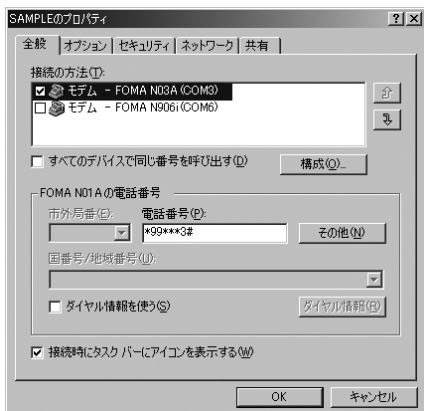 SAMPLEのプロパティ
全般 オプション セキュリティ ネットワーク 共有
接続の方法(T):
モデム - FOMA N03A (COM3)
モデム - FOMA N906i (COM6)
すべてのデバイスで同じ番号を呼び出す(D) 構成(O)...
FOMA N01Aの電話番号
市外局番(E): 電話番号(P):
*99***3# その他(N)
国番号/地域番号(U):
ダイヤル情報を使う(S) ダイヤル情報(R)
接続時にタスク バーにアイコンを表示する(W)
OK キャンセル